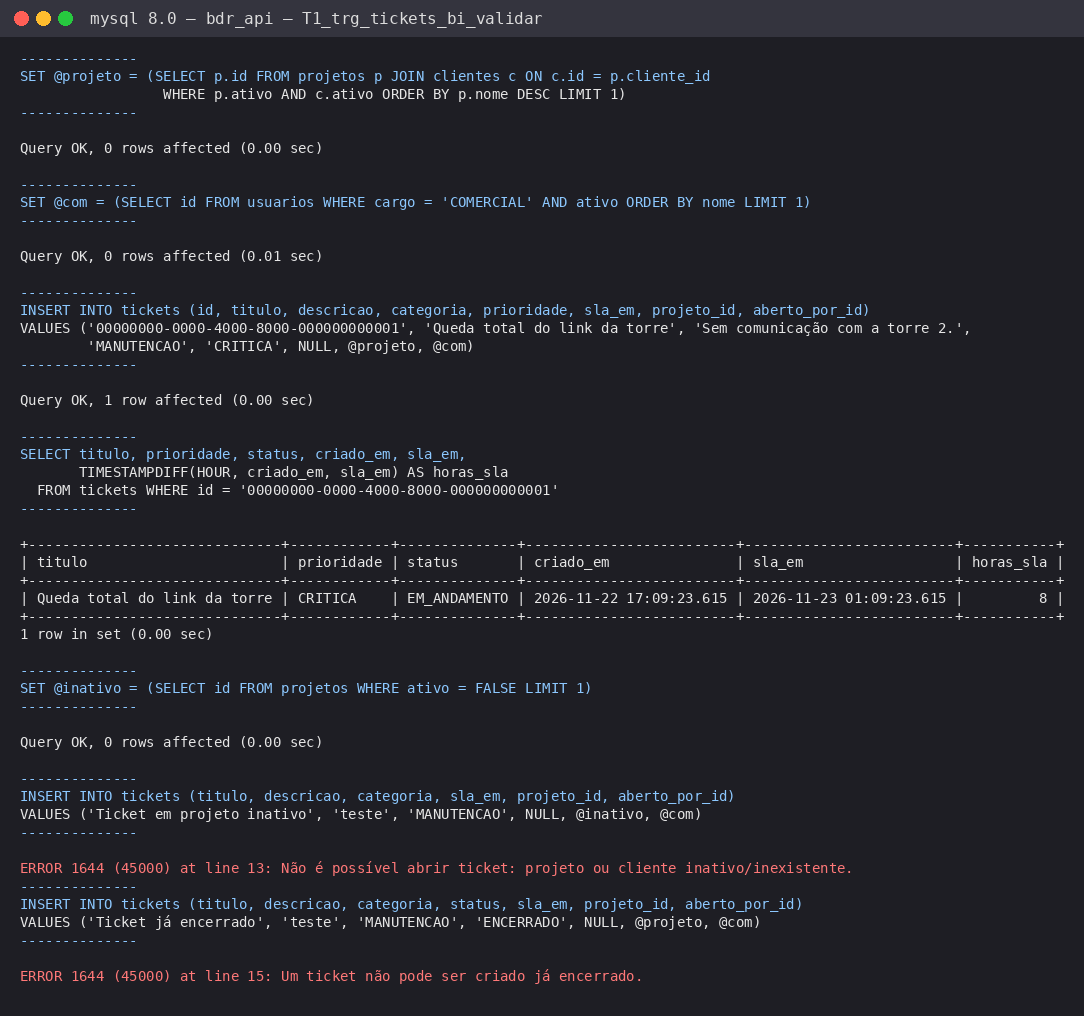 mysql 8.0 — bdr_api — T1_trg_tickets_bi_validar
--------------
SET @projeto = (SELECT p.id FROM projetos p JOIN clientes c ON c.id = p.cliente_id
                 WHERE p.ativo AND c.ativo ORDER BY p.nome DESC LIMIT 1)
--------------
Query OK, 0 rows affected (0.00 sec)
--------------
SET @com = (SELECT id FROM usuarios WHERE cargo = 'COMERCIAL' AND ativo ORDER BY nome LIMIT 1)
--------------
Query OK, 0 rows affected (0.01 sec)
--------------
INSERT INTO tickets (id, titulo, descricao, categoria, prioridade, sla_em, projeto_id, aberto_por_id)
VALUES ('00000000-0000-4000-8000-000000000001', 'Queda total do link da torre', 'Sem comunicação com a torre 2.',
        'MANUTENCAO', 'CRITICA', NULL, @projeto, @com)
--------------
Query OK, 1 row affected (0.00 sec)
--------------
SELECT titulo, prioridade, status, criado_em, sla_em,
       TIMESTAMPDIFF(HOUR, criado_em, sla_em) AS horas_sla
  FROM tickets WHERE id = '00000000-0000-4000-8000-000000000001'
--------------
+------------------------------+------------+--------------+-------------------------+-------------------------+-----------+
| titulo                       | prioridade | status       | criado_em               | sla_em                  | horas_sla |
+------------------------------+------------+--------------+-------------------------+-------------------------+-----------+
| Queda total do link da torre | CRITICA    | EM_ANDAMENTO | 2026-11-22 17:09:23.615 | 2026-11-23 01:09:23.615 |         8 |
+------------------------------+------------+--------------+-------------------------+-------------------------+-----------+
1 row in set (0.00 sec)
--------------
SET @inativo = (SELECT id FROM projetos WHERE ativo = FALSE LIMIT 1)
--------------
Query OK, 0 rows affected (0.00 sec)
--------------
INSERT INTO tickets (titulo, descricao, categoria, sla_em, projeto_id, aberto_por_id)
VALUES ('Ticket em projeto inativo', 'teste', 'MANUTENCAO', NULL, @inativo, @com)
--------------
ERROR 1644 (45000) at line 13: Não é possível abrir ticket: projeto ou cliente inativo/inexistente.
--------------
INSERT INTO tickets (titulo, descricao, categoria, status, sla_em, projeto_id, aberto_por_id)
VALUES ('Ticket já encerrado', 'teste', 'MANUTENCAO', 'ENCERRADO', NULL, @projeto, @com)
--------------
ERROR 1644 (45000) at line 15: Um ticket não pode ser criado já encerrado.